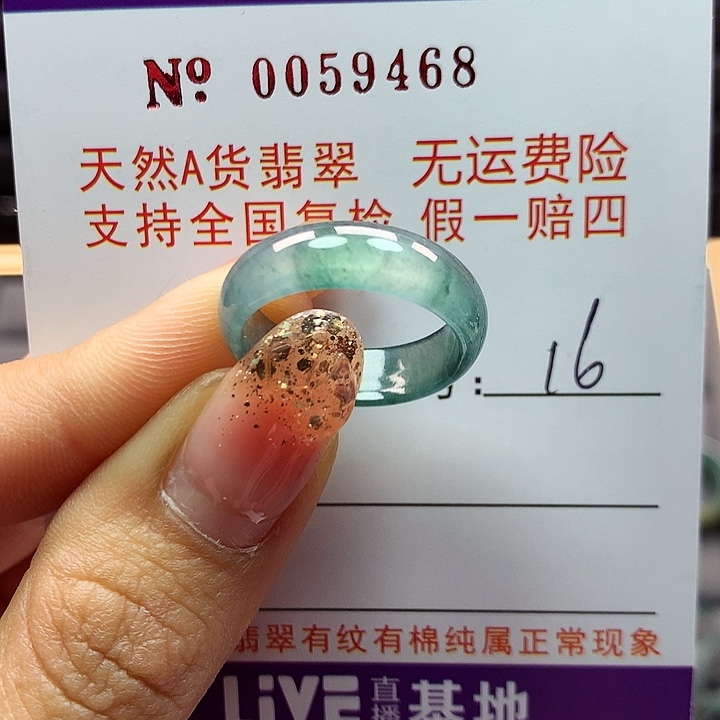 Nº 0059468
天然A货翡翠 无运费险
支持全国复检 假一赔四
号: 16
翡翠有纹有棉纯属正常现象
LiVE 直播 基地